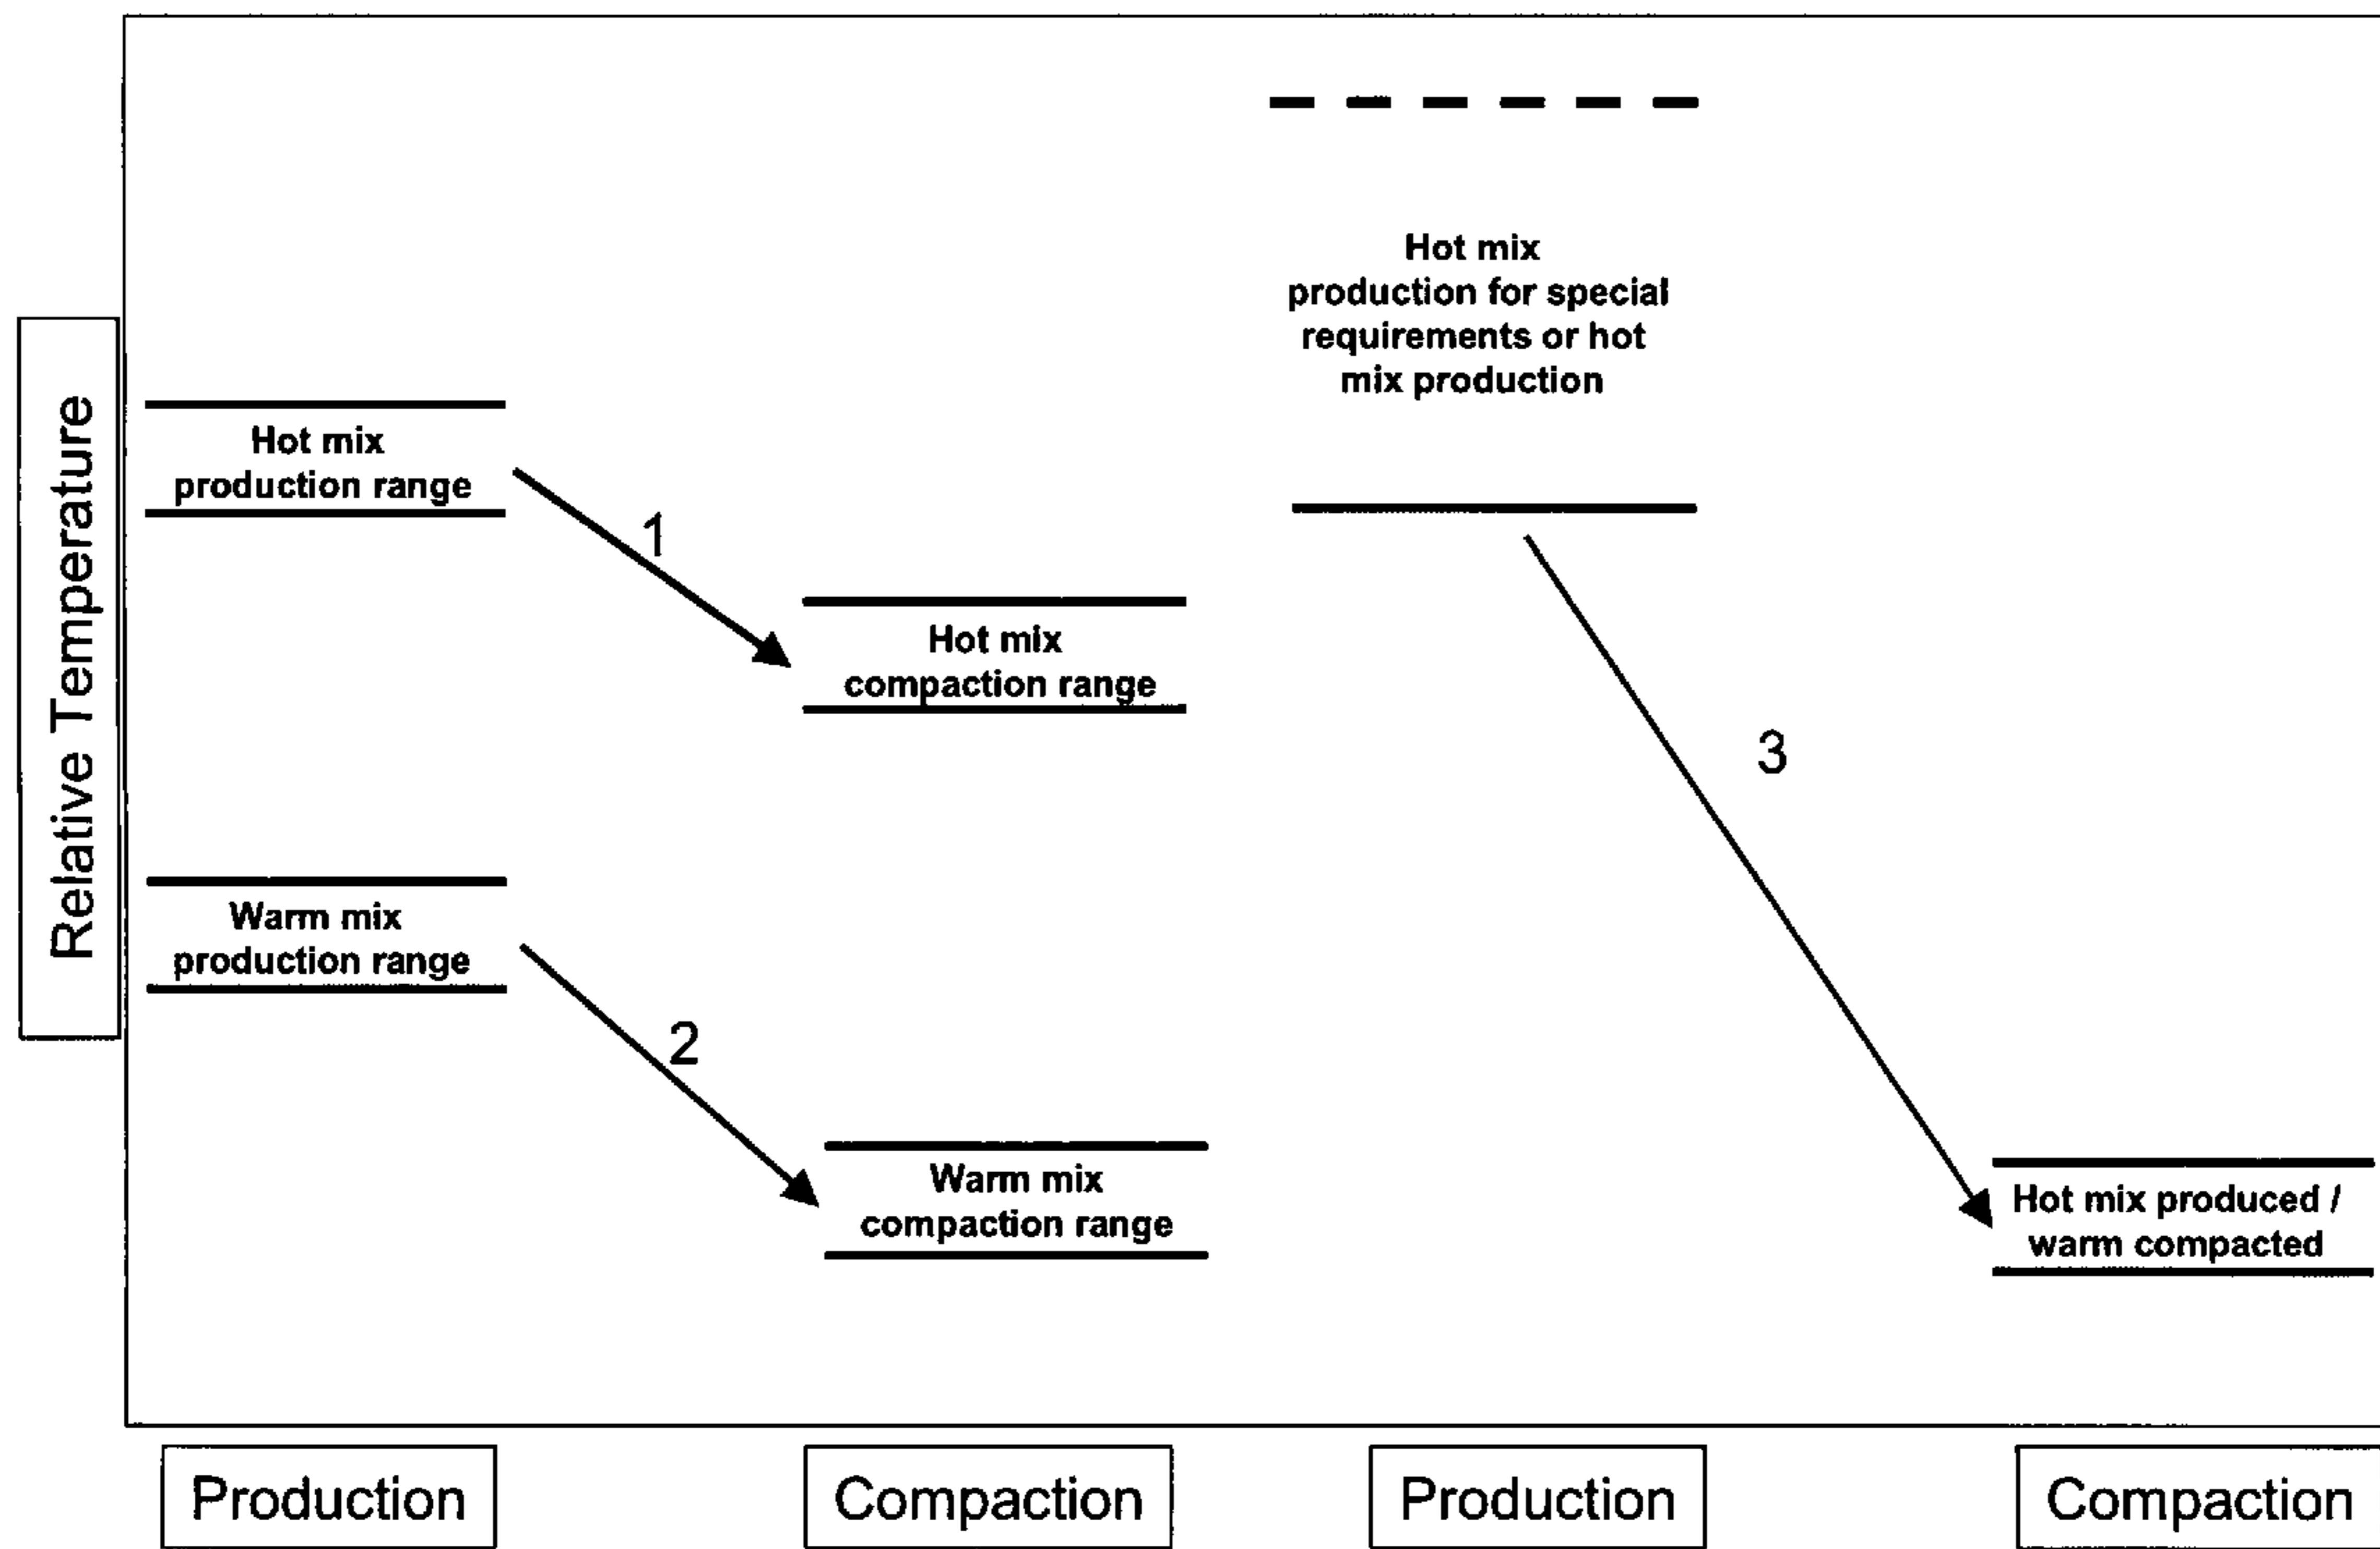 Relative Temperature
Hot mix
production range
1
Hot mix
compaction range
Warm mix
production range
2
Warm mix
compaction range
Hot mix
production for special
requirements or hot
mix production
3
Hot mix produced /
warm compacted
Production
Compaction
Production
Compaction